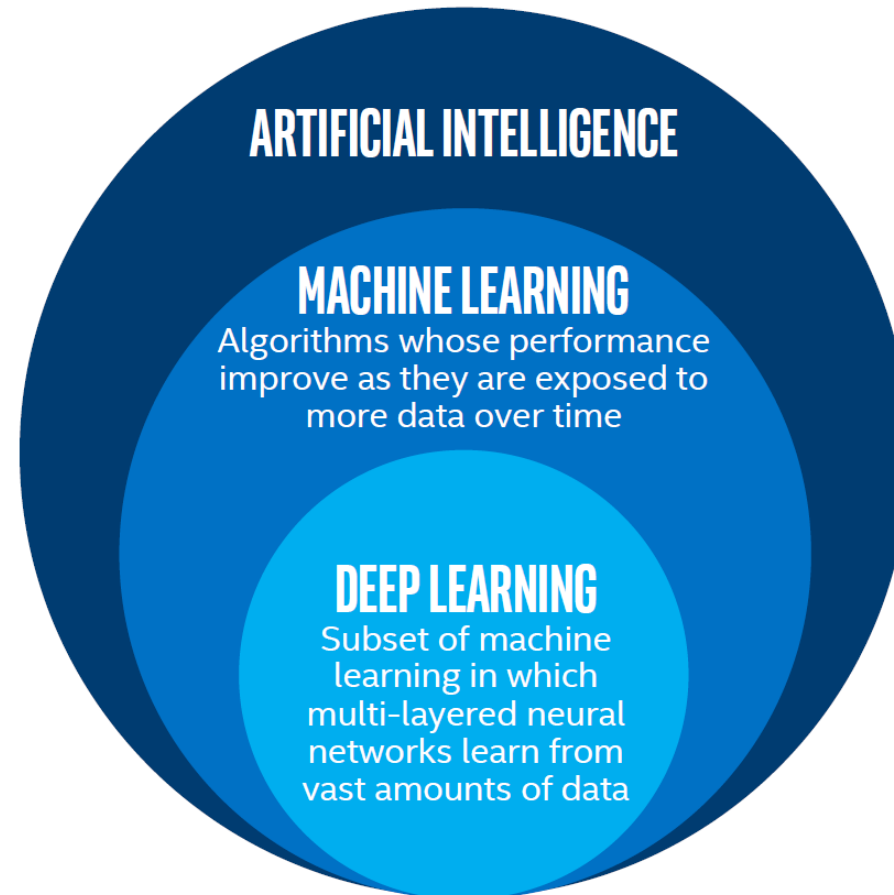 ARTIFICIAL INTELLIGENCE
MACHINE LEARNING
Algorithms whose performance
improve as they are exposed to
more data over time
DEEP LEARNING
Subset of machine
learning in which
multi-layered neural
networks learn from
vast amounts of data